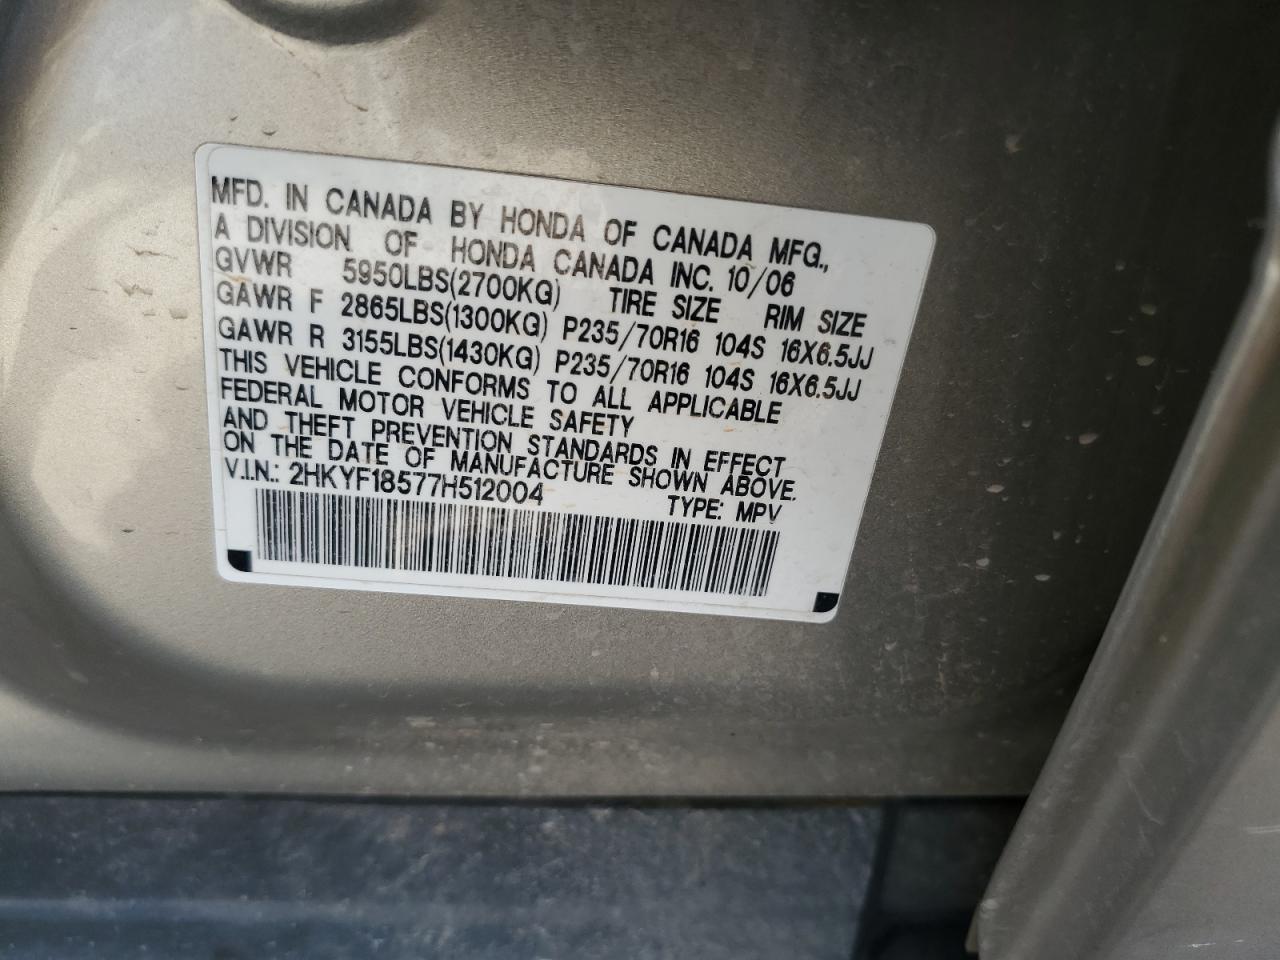 MFD. IN CANADA BY HONDA OF CANADA MFG.,
A DIVISION OF HONDA CANADA INC. 10/06
GVWR 5950LBS(2700KG) TIRE SIZE RIM SIZE
GAWR F 2865LBS(1300KG) P235/70R16 104S 16X6.5JJ
GAWR R 3155LBS(1430KG) P235/70R16 104S 16X6.5JJ
THIS VEHICLE CONFORMS TO ALL APPLICABLE
FEDERAL MOTOR VEHICLE SAFETY
AND THEFT PREVENTION STANDARDS IN EFFECT
ON THE DATE OF MANUFACTURE SHOWN ABOVE.
V.I.N.: 2HKYF18577H512004 TYPE: MPV